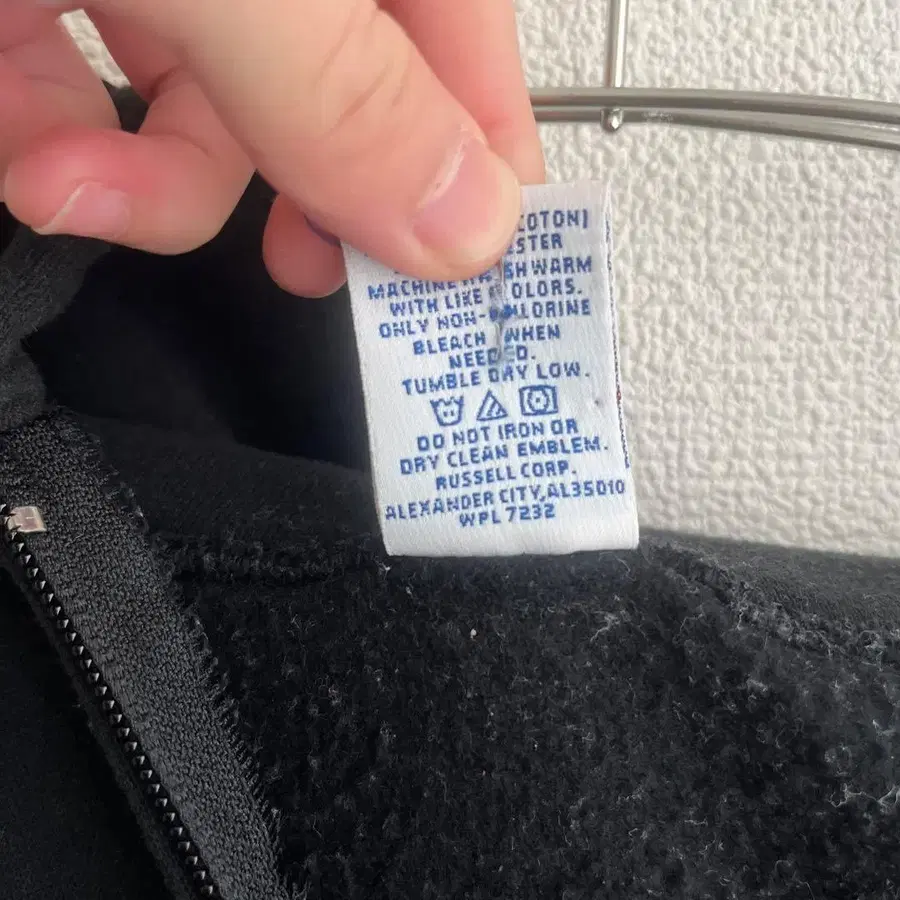 COTON)
MACHINE WASH WARM
WITH LIKE COLORS.
ONLY NON-CHLORINE
BLEACH WHEN
NEEDED.
TUMBLE DRY LOW.
DO NOT IRON OR
DRY CLEAN EMBLEM.
RUSSELL CORP.
ALEXANDER CITY,AL35010
WPL 7232